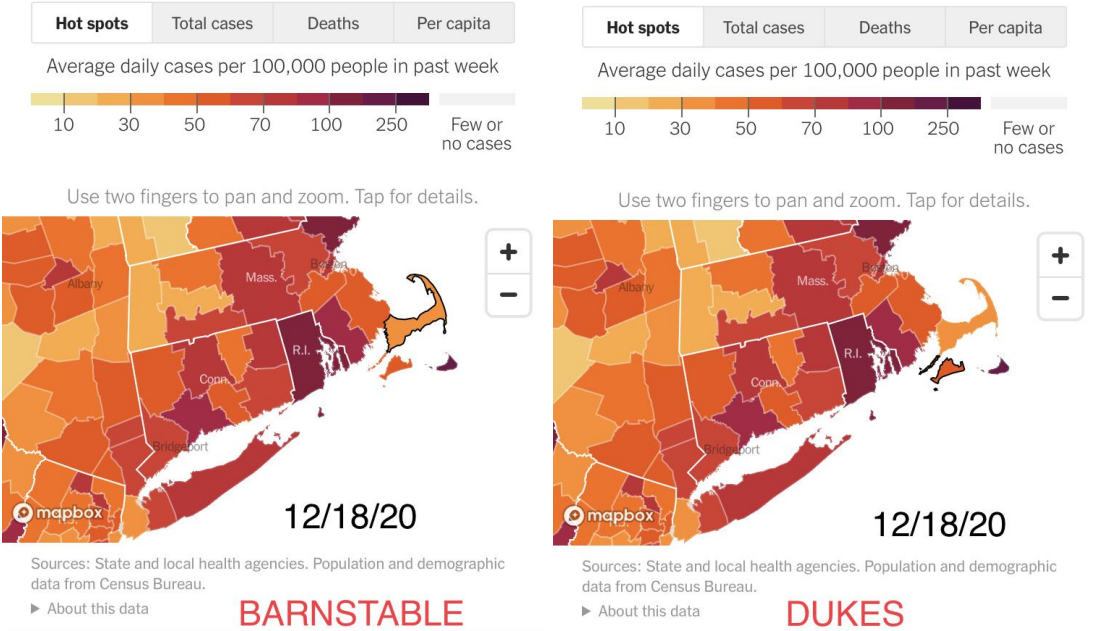 Hot spots
Total cases
Deaths
Per capita
Average daily cases per 100,000 people in past week
10
30
50
70
100
250
Few or
no cases
Use two fingers to pan and zoom. Tap for details.
+
−
Boston
Mass.
Albany
R.I.
Conn.
Bridgeport
mapbox
12/18/20
Sources: State and local health agencies. Population and demographic
data from Census Bureau.
▶ About this data
BARNSTABLE
Hot spots
Total cases
Deaths
Per capita
Average daily cases per 100,000 people in past week
10
30
50
70
100
250
Few or
no cases
Use two fingers to pan and zoom. Tap for details.
+
−
Boston
Mass.
Albany
R.I.
Conn.
Bridgeport
mapbox
12/18/20
Sources: State and local health agencies. Population and demographic
data from Census Bureau.
▶ About this data
DUKES